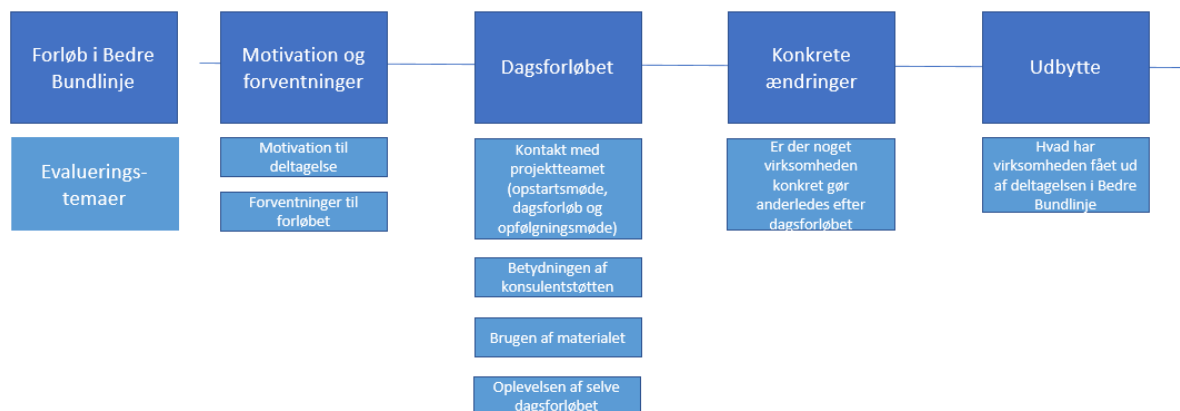 Forløb i Bedre
Bundlinje
Motivation og
forventninger
Dagsforløbet
Konkrete
ændringer
Udbytte
Evaluerings-
temaer
Motivation til
deltagelse
Forventninger til
forløbet
Kontakt med
projektteamet
(opstartsmøde,
dagsforløb og
opfølgningsmøde)
Betydningen af
konsulentstøtten
Brugen af materialet
Oplevelsen af selve
dagsforløbet
Er der noget
virksomheden
konkret gør
anderledes efter
dagsforløbet
Hvad har
virksomheden fået ud
af deltagelsen i Bedre
Bundlinje